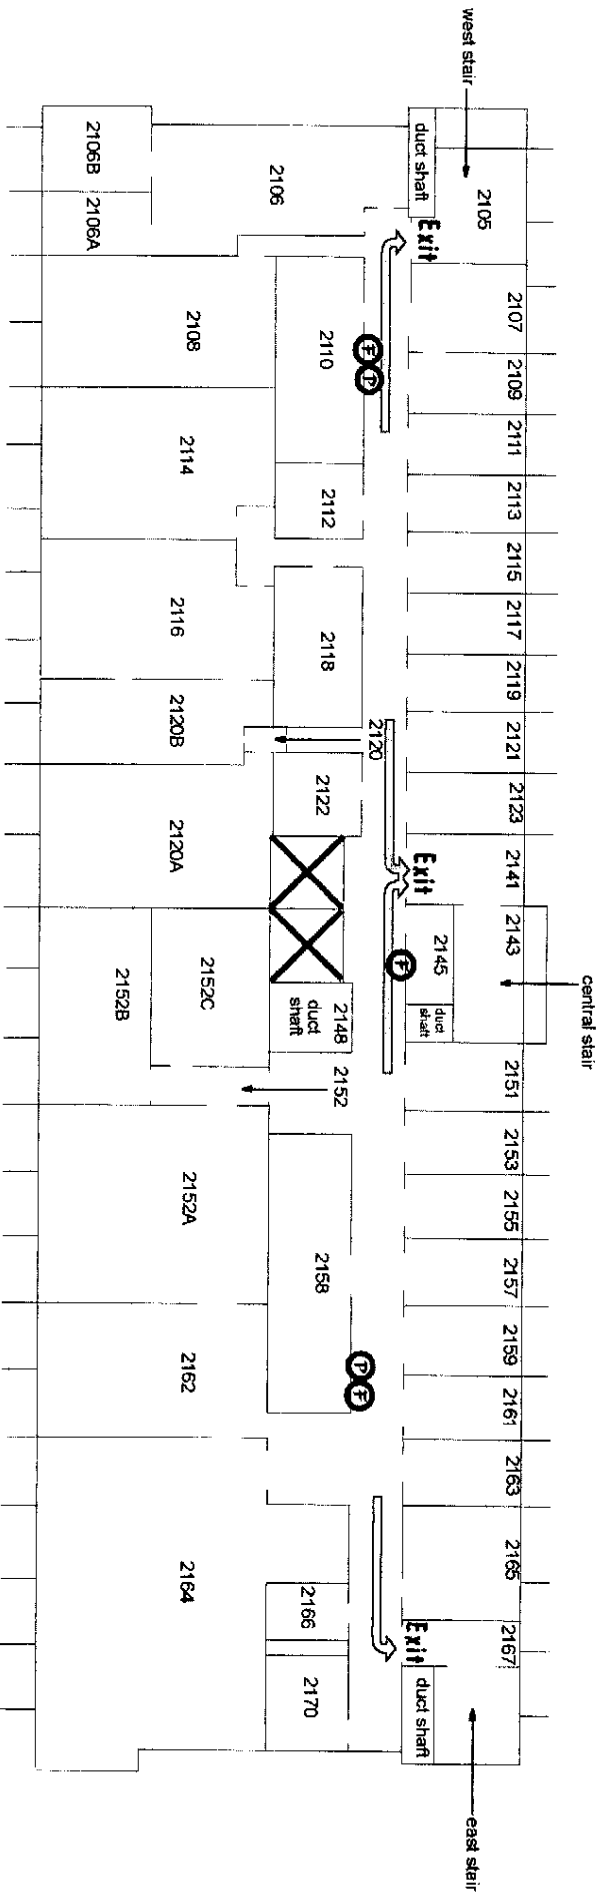 central stair
west stair
east stair
2107
2109
2111
2113
2115
2117
2119
2121
2123
2141
2143
2151
2153
2155
2157
2159
2161
2163
2165
2167
2105
2145
duct shaft
duct
shaft
duct shaft
Exit
Exit
Exit
F
P
F
P
F
2120
2110
2112
2118
2122
2148
duct
shaft
2152
2158
2166
2170
2106
2108
2114
2116
2120B
2120A
2152C
2152A
2162
2164
2152B
2106B
2106A